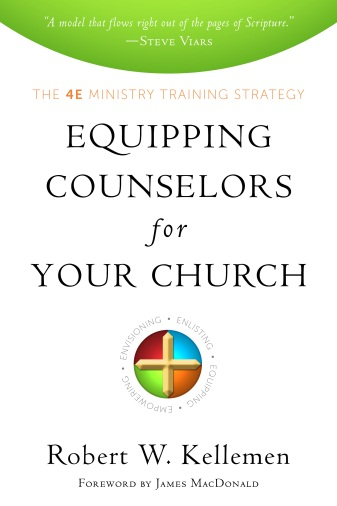 "A model that flows right out of the pages of Scripture."
—Steve Viars
THE 4E MINISTRY TRAINING STRATEGY
EQUIPPING
COUNSELORS
for
YOUR CHURCH
ENVISIONING • ENLISTING • EQUIPPING • EMPOWERING •
Robert W. Kellemen
Foreword by James MacDonald